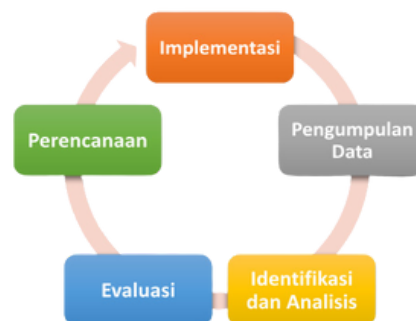 Implementasi
Pengumpulan
Data
Identifikasi
dan Analisis
Evaluasi
Perencanaan